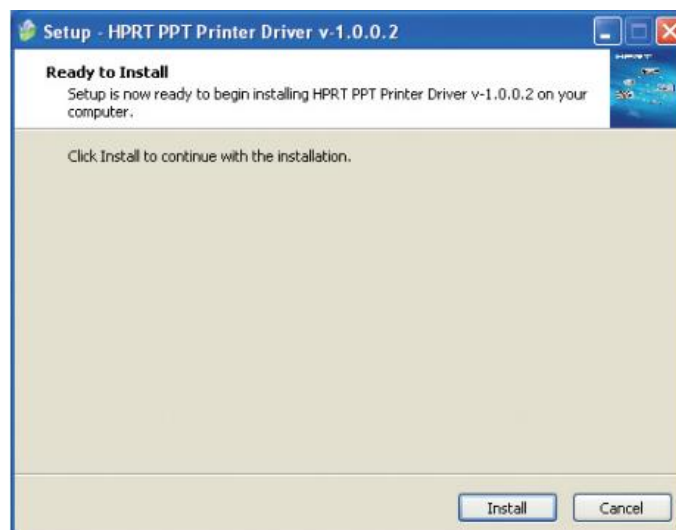 Setup - HPRT PPT Printer Driver v-1.0.0.2
HPRT
Ready to Install
Setup is now ready to begin installing HPRT PPT Printer Driver v-1.0.0.2 on your
computer.
Click Install to continue with the installation.
Install
Cancel